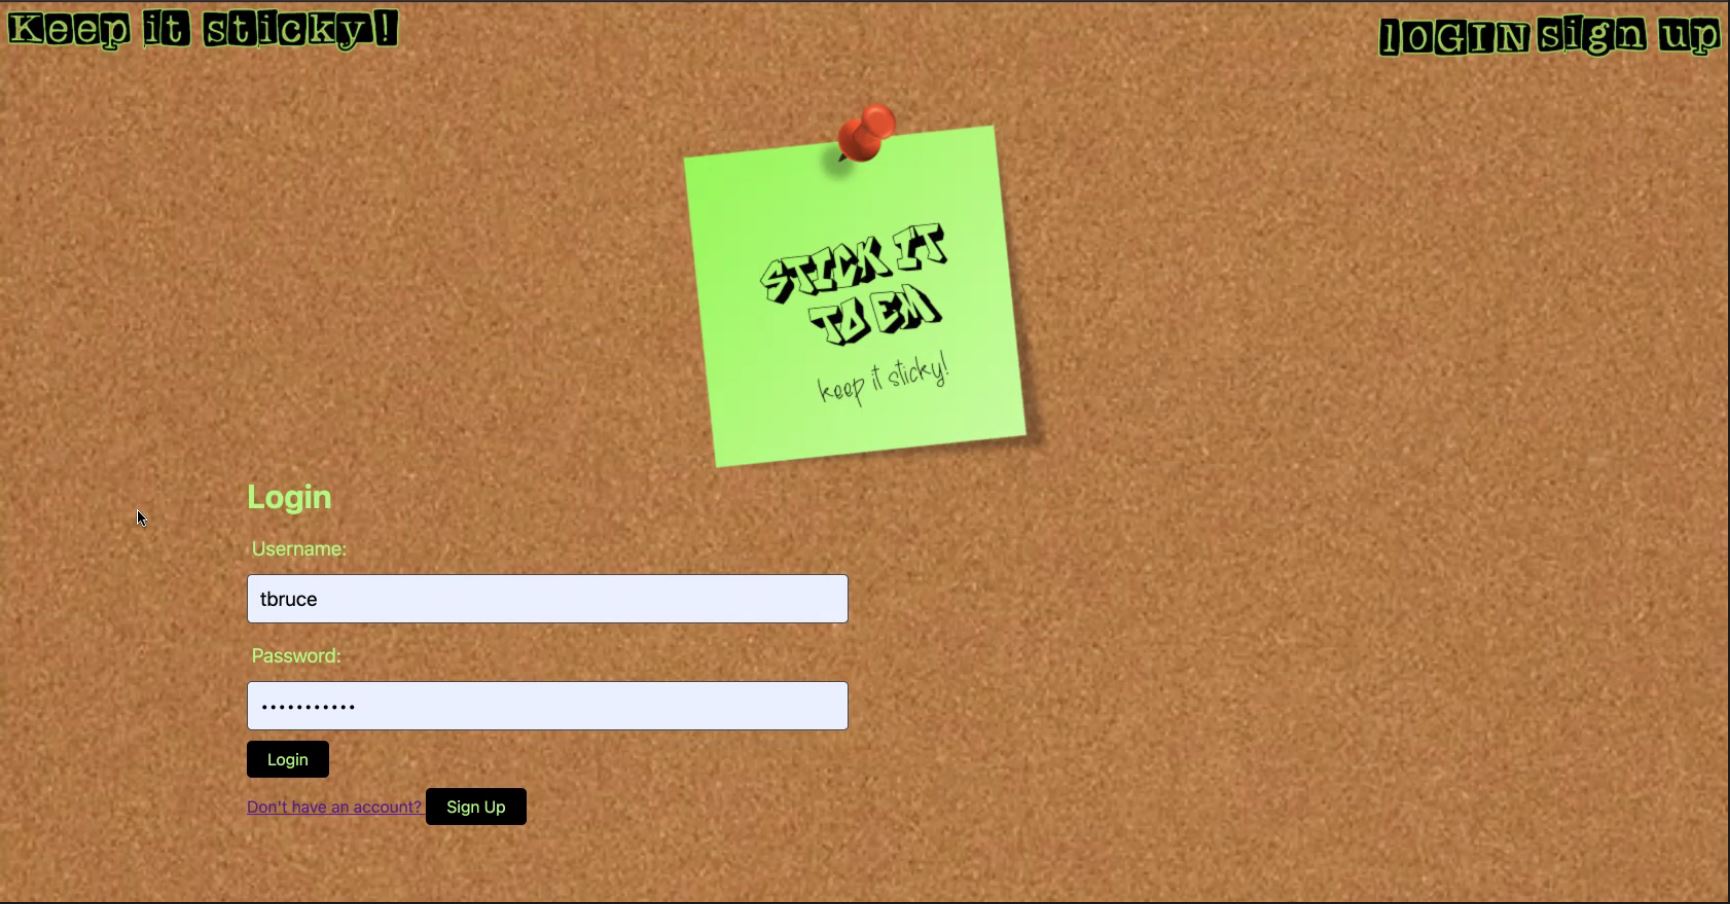 Keep it sticky!
lOGIN sign up
STICK IT
TO EM
keep it sticky!
Login
Username:
tbruce
Password:
•••••••••••
Login
Don't have an account? Sign Up